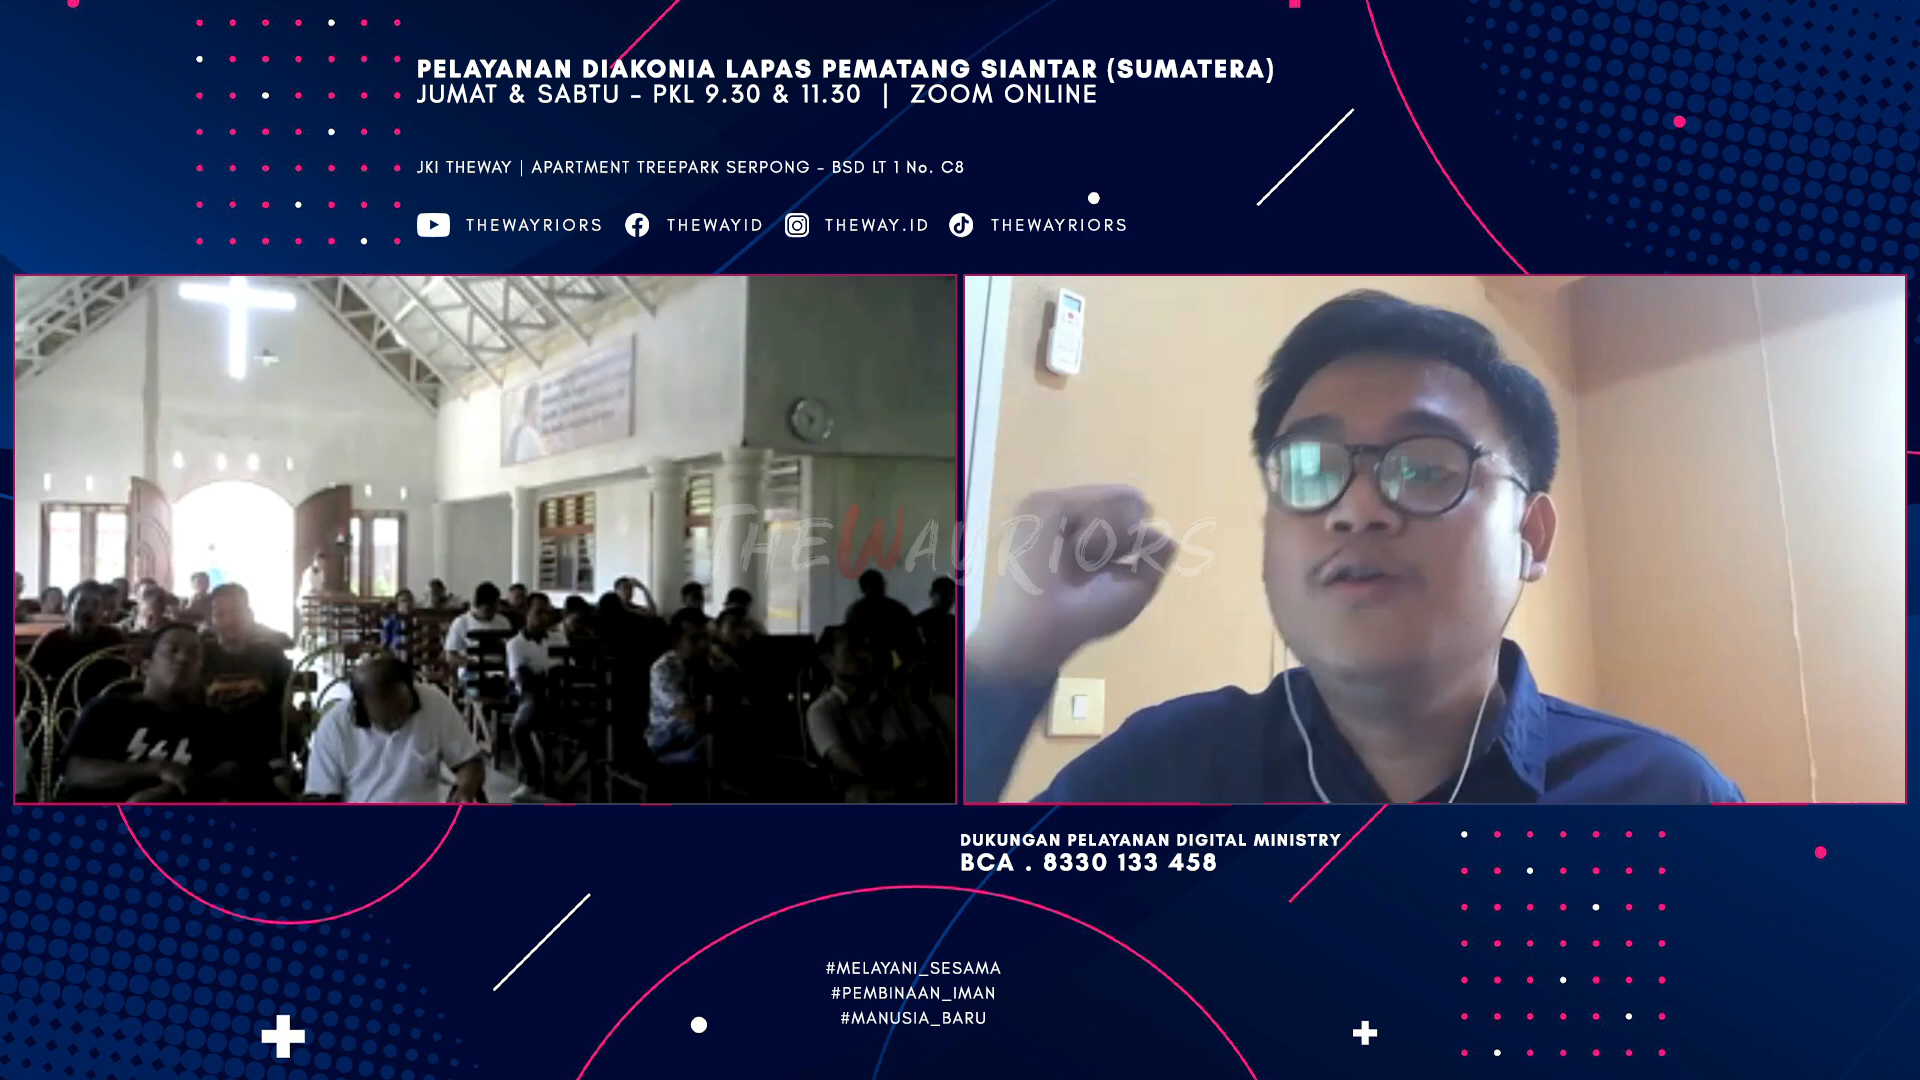 PELAYANAN DIAKONIA LAPAS PEMATANG SIANTAR (SUMATERA)
JUMAT & SABTU - PKL 9.30 & 11.30 | ZOOM ONLINE
JKI THEWAY | APARTMENT TREEPARK SERPONG - BSD LT 1 No. C8
THEWAYRIORS THEWAYID THEWAY.ID THEWAYRIORS
THEWAYRIORS
DUKUNGAN PELAYANAN DIGITAL MINISTRY
BCA . 8330 133 458
#MELAYANI_SESAMA
#PEMBINAAN_IMAN
#MANUSIA_BARU